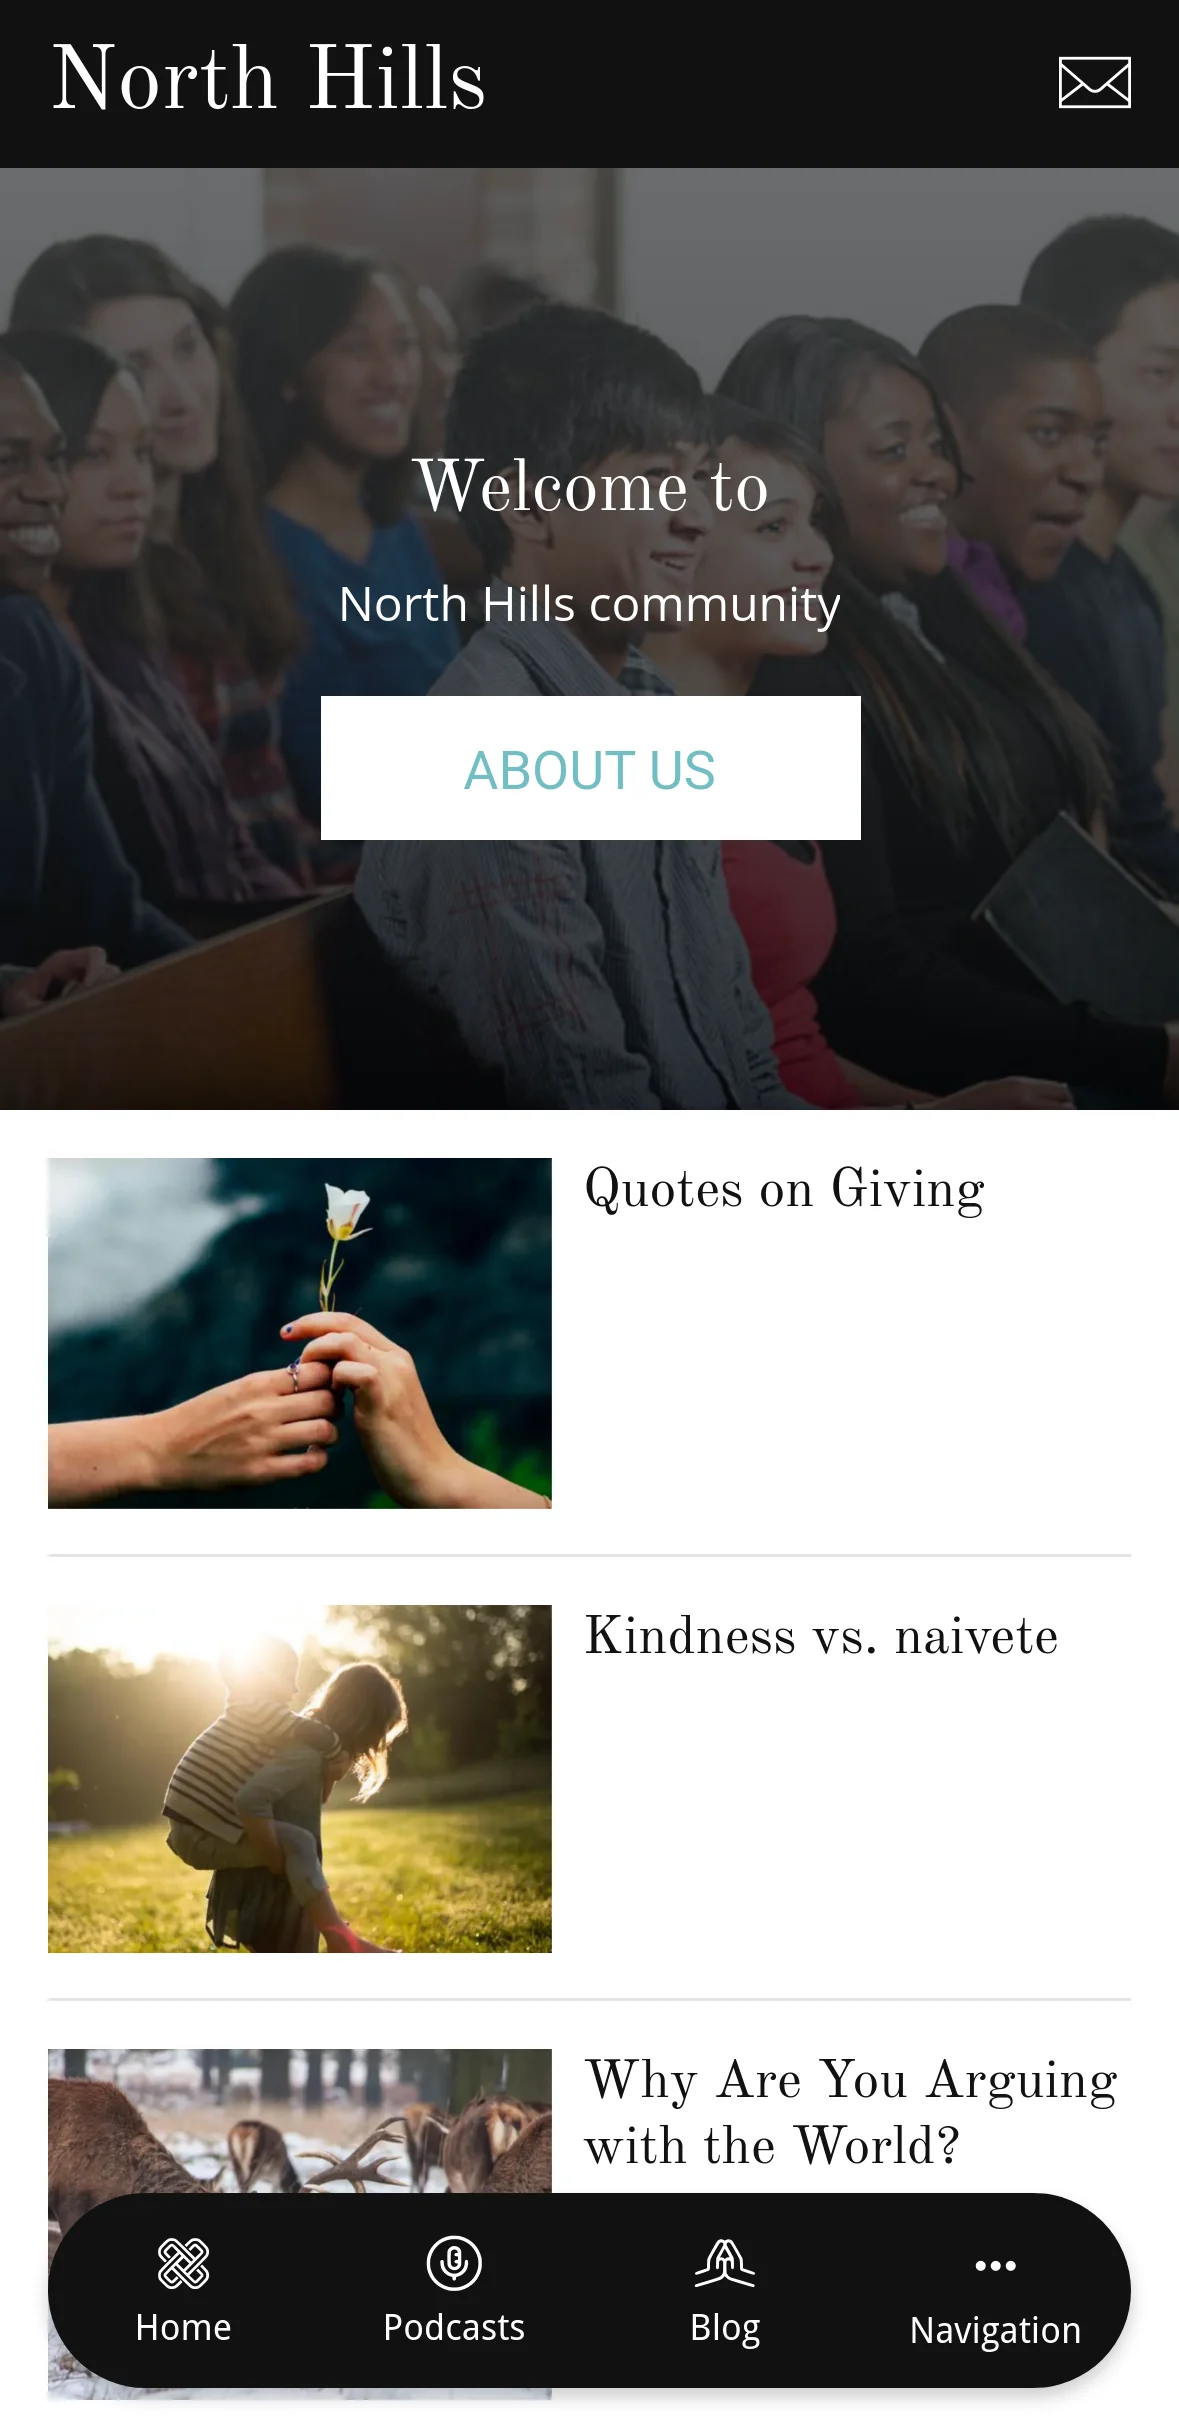 North Hills
Welcome to
North Hills community
ABOUT US
Quotes on Giving
Kindness vs. naivete
Why Are You Arguing
with the World?
Home
Podcasts
Blog
Navigation